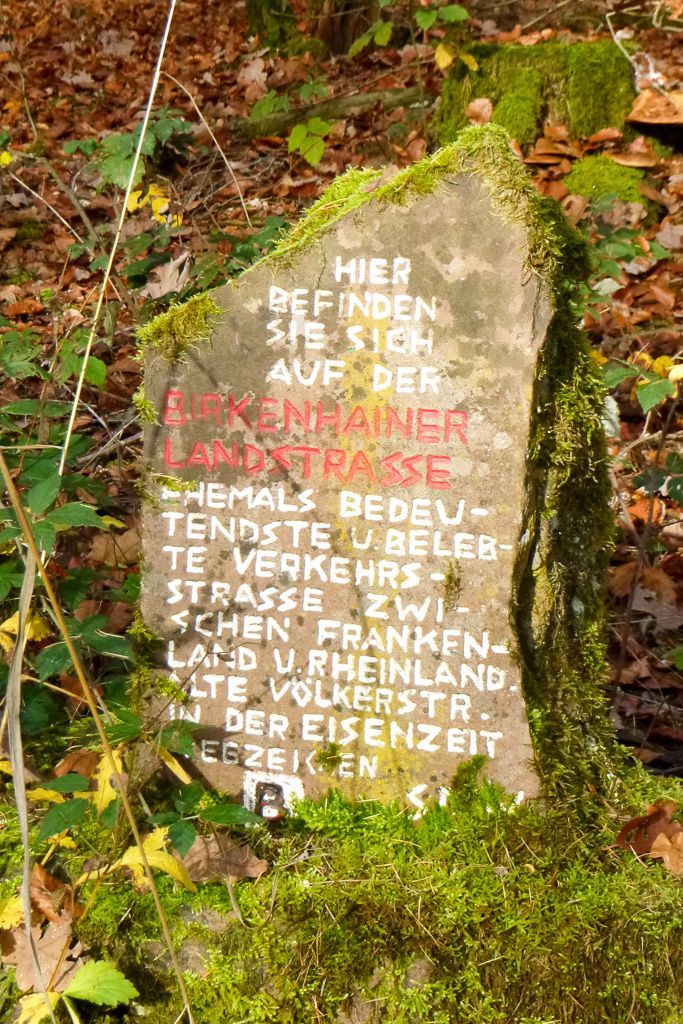 HIER
BEFINDEN
SIE SICH
AUF DER
BIRKENHAINER
LANDSTRASSE
EHEMALS BEDEU-
TENDSTE U. BELEB-
TE VERKEHRS-
STRASSE ZWI-
SCHEN FRANKEN-
LAND U. RHEINLAND.
ALTE VÖLKERSTR.
IN DER EISENZEIT
WEGZEICHEN
B